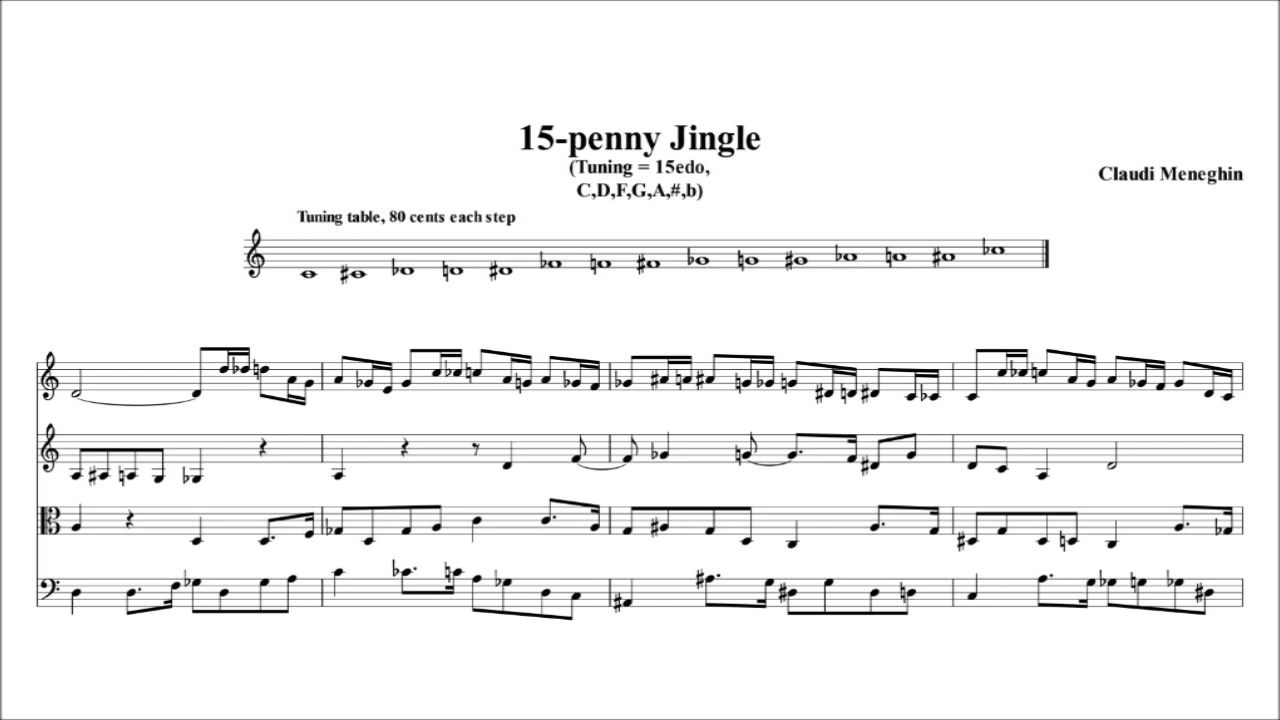 15-penny Jingle
(Tuning = 15edo,
C,D,F,G,A,#,b)
Claudi Meneghin
Tuning table, 80 cents each step